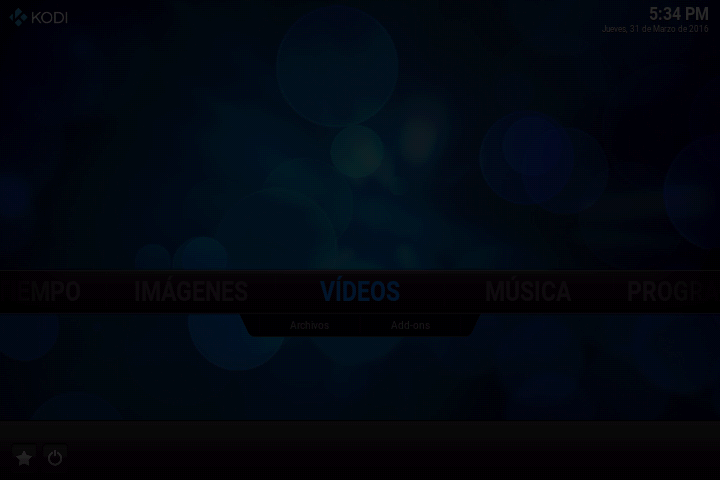 KODI
5:34 PM
Jueves, 31 de Marzo de 2016
EMPO IMÁGENES VÍDEOS MÚSICA PROGR
Archivos Add-ons